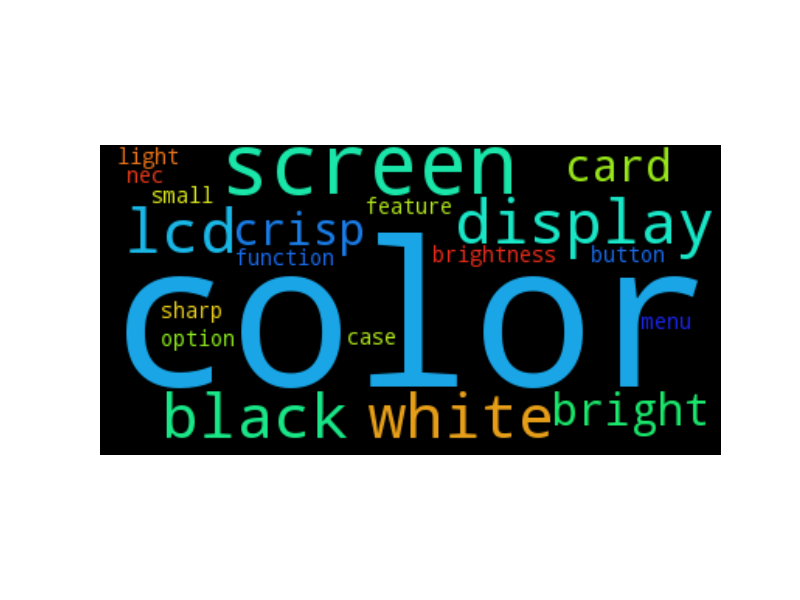 light
screen
card
nec
small
feature
lcd
crisp
display
function
brightness
button
color
sharp
menu
option
case
black
white
bright